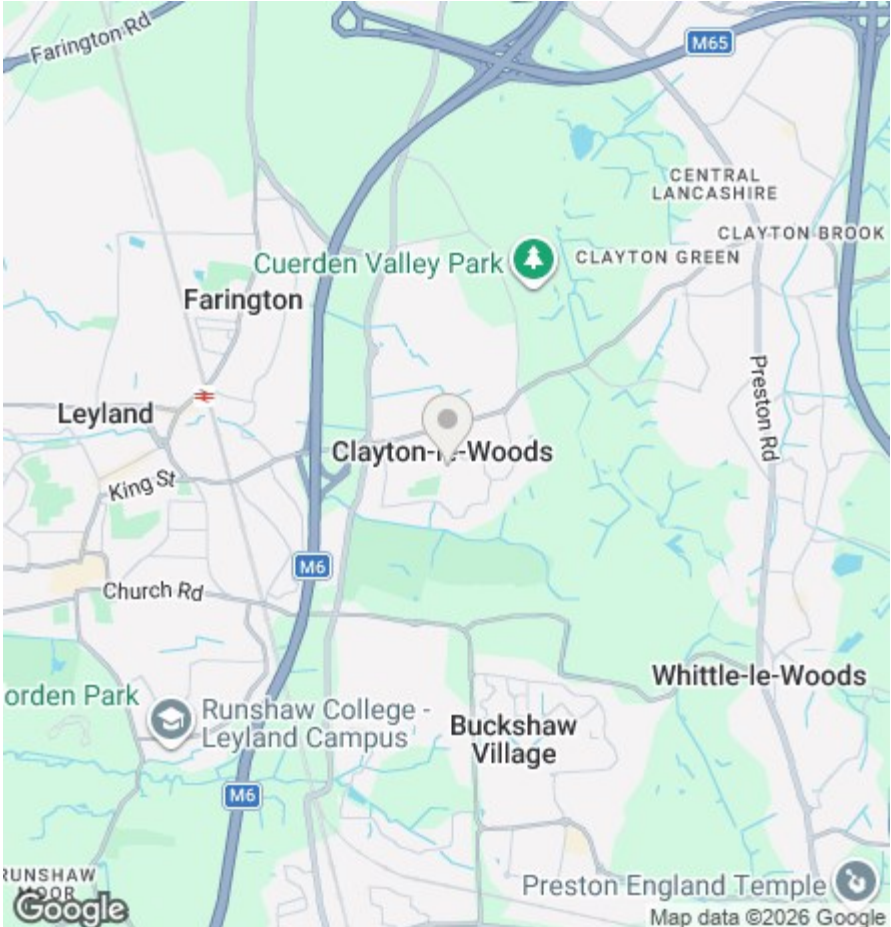 Farington Rd
M65
CENTRAL
LANCASHIRE
CLAYTON BROOK
Cuerden Valley Park
CLAYTON GREEN
Farington
Leyland
Preston Rd
Clayton-le-Woods
King St
M6
Church Rd
Whittle-le-Woods
orden Park
Runshaw College -
Leyland Campus
Buckshaw
Village
M6
RUNSHAW
MOOR
Preston England Temple
Google
Map data ©2026 Google